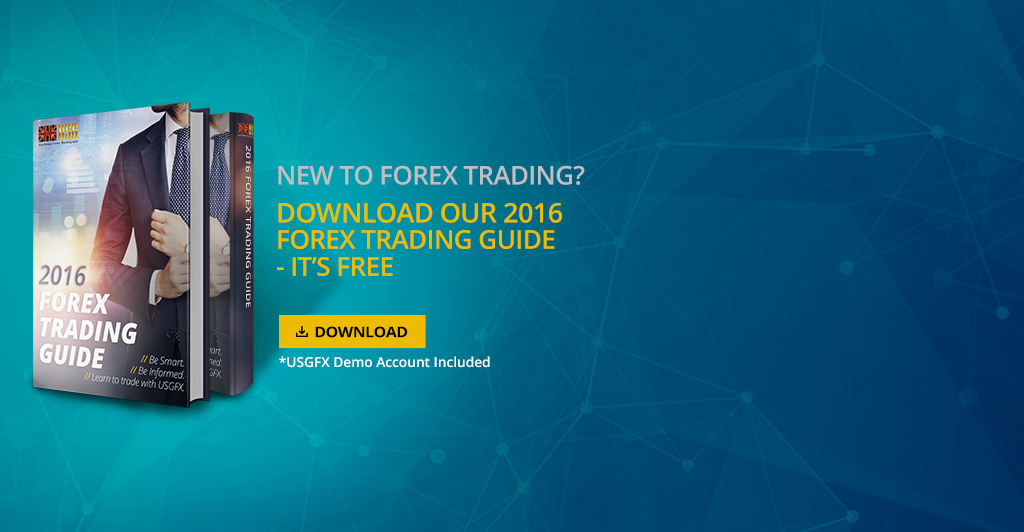 USG
2016
FOREX
TRADING
GUIDE
// Be Smart.
// Be Informed.
// Learn to trade with USGFX.
2016 FOREX TRADING GUIDE
NEW TO FOREX TRADING?
DOWNLOAD OUR 2016
FOREX TRADING GUIDE
- IT'S FREE
DOWNLOAD
*USGFX Demo Account Included